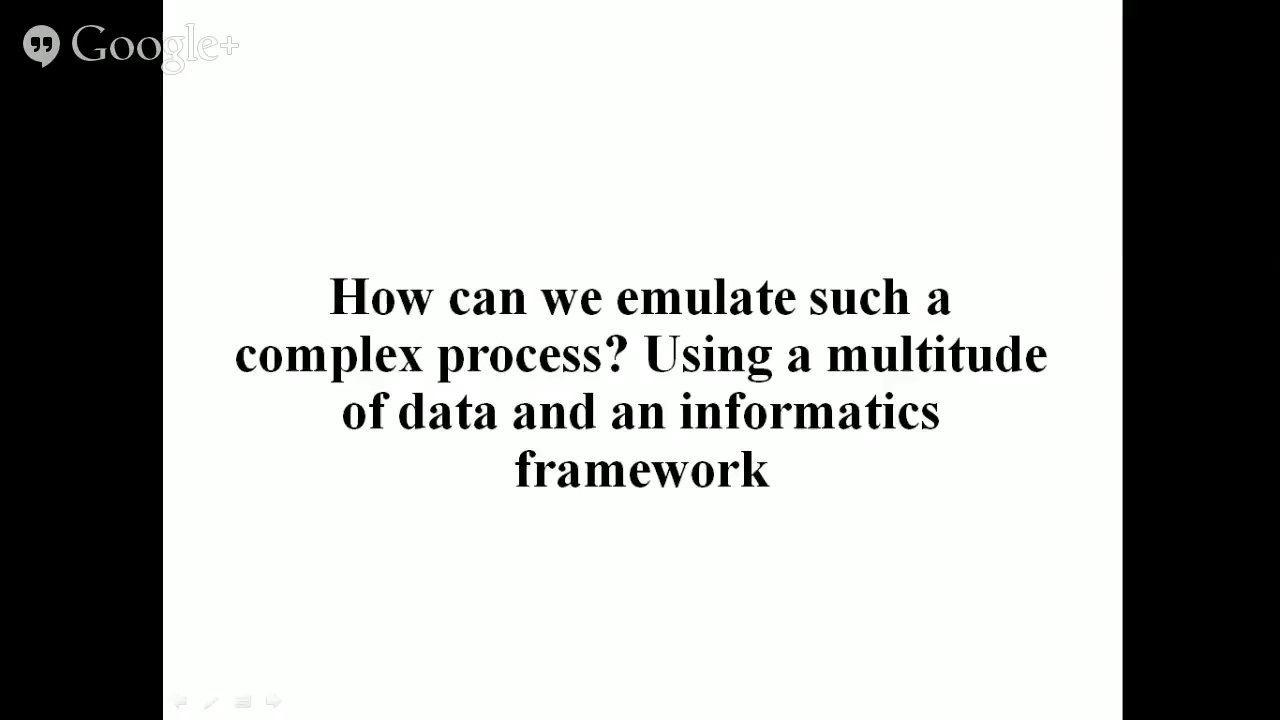 Google+
How can we emulate such a
complex process? Using a multitude
of data and an informatics
framework